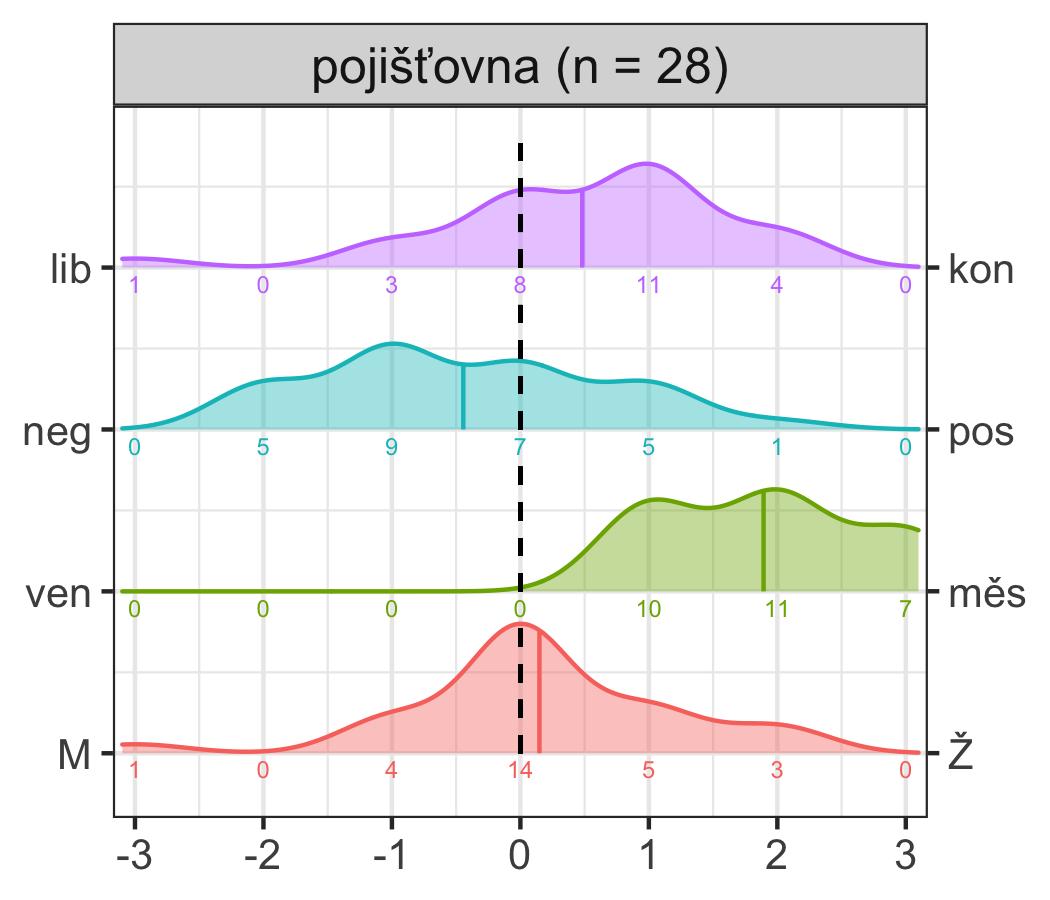 pojišťovna (n = 28)
lib kon
1 0 3 8 11 4 0
neg pos
0 5 9 7 5 1 0
ven měs
0 0 0 0 10 11 7
M Ž
1 0 4 14 5 3 0
-3 -2 -1 0 1 2 3